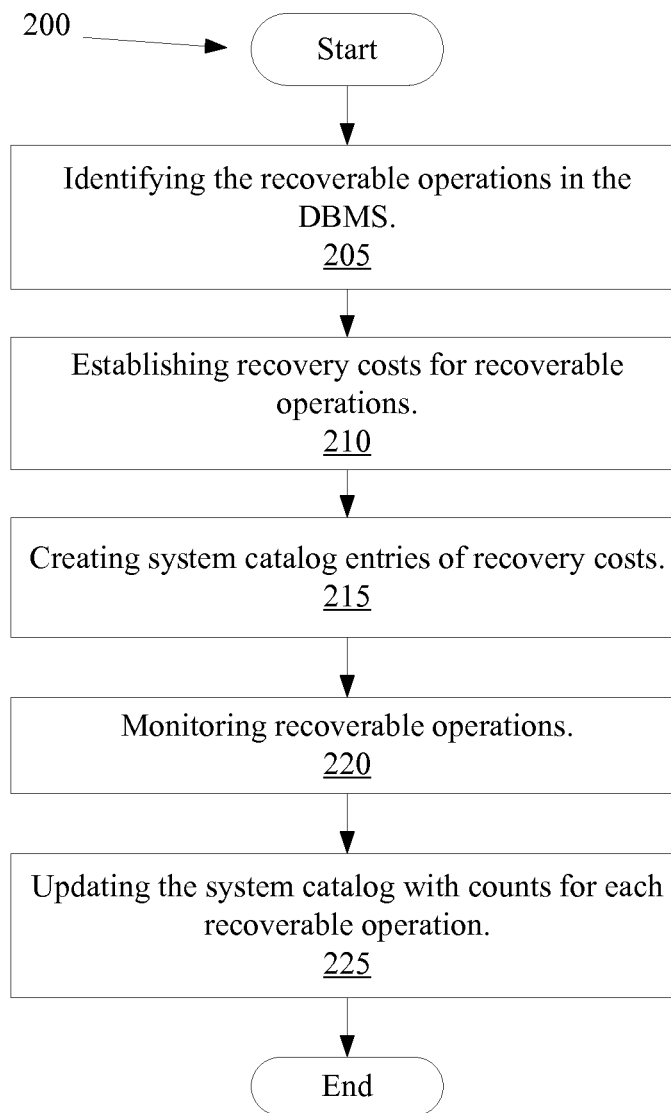 200
Start
Identifying the recoverable operations in the
DBMS.
205
Establishing recovery costs for recoverable
operations.
210
Creating system catalog entries of recovery costs.
215
Monitoring recoverable operations.
220
Updating the system catalog with counts for each
recoverable operation.
225
End